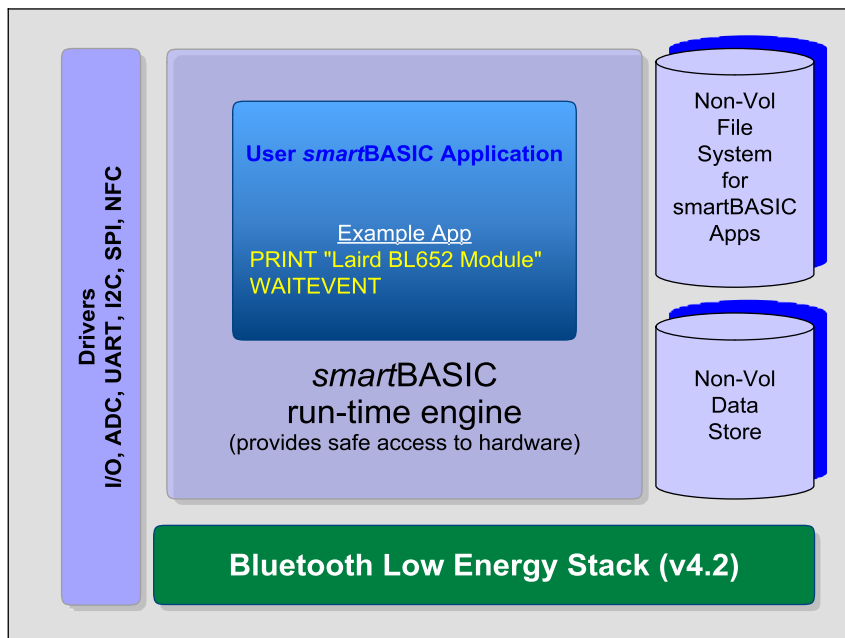 Drivers
I/O, ADC, UART, I2C, SPI, NFC
User smartBASIC Application
Example App
PRINT "Laird BL652 Module"
WAITEVENT
smartBASIC
run-time engine
(provides safe access to hardware)
Non-Vol
File
System
for
smartBASIC
Apps
Non-Vol
Data
Store
Bluetooth Low Energy Stack (v4.2)